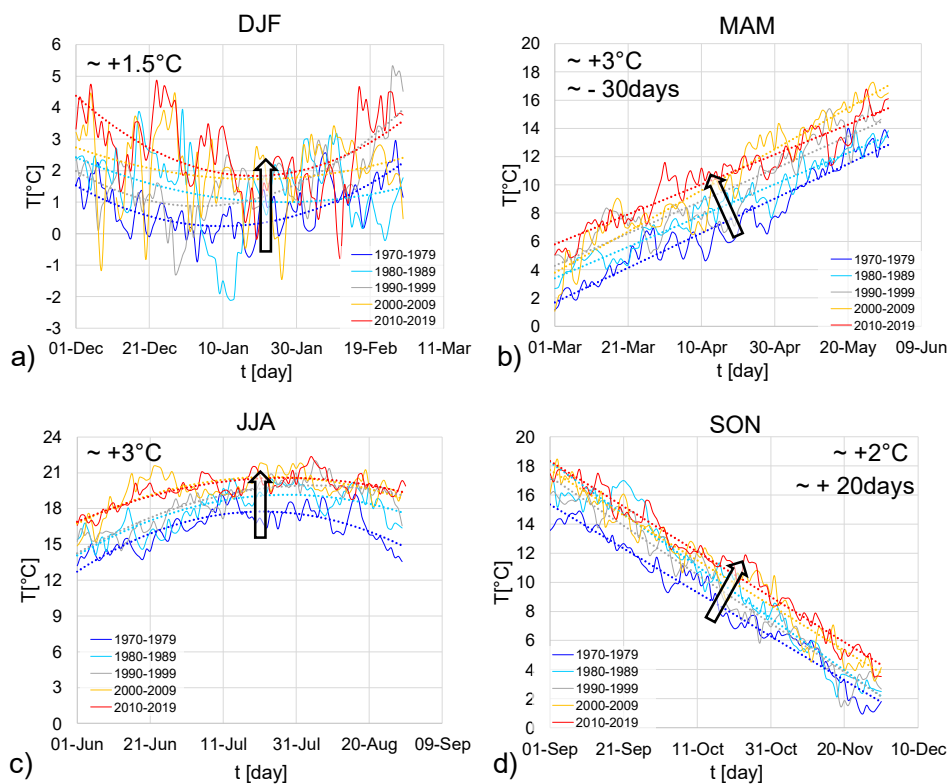 DJF
~ +1.5°C
T[°C]
6
5
4
3
2
1
0
-1
-2
-3
1970-1979
1980-1989
1990-1999
2000-2009
2010-2019
01-Dec 21-Dec 10-Jan 30-Jan 19-Feb 11-Mar
t [day]
a)
MAM
~ +3°C
~ - 30days
T[°C]
20
18
16
14
12
10
8
6
4
2
0
1970-1979
1980-1989
1990-1999
2000-2009
2010-2019
01-Mar 21-Mar 10-Apr 30-Apr 20-May 09-Jun
t [day]
b)
JJA
~ +3°C
T[°C]
24
21
18
15
12
9
6
3
0
1970-1979
1980-1989
1990-1999
2000-2009
2010-2019
01-Jun 21-Jun 11-Jul 31-Jul 20-Aug 09-Sep
t [day]
c)
SON
~ +2°C
~ + 20days
T[°C]
20
18
16
14
12
10
8
6
4
2
0
1970-1979
1980-1989
1990-1999
2000-2009
2010-2019
01-Sep 21-Sep 11-Oct 31-Oct 20-Nov 10-Dec
t [day]
d)